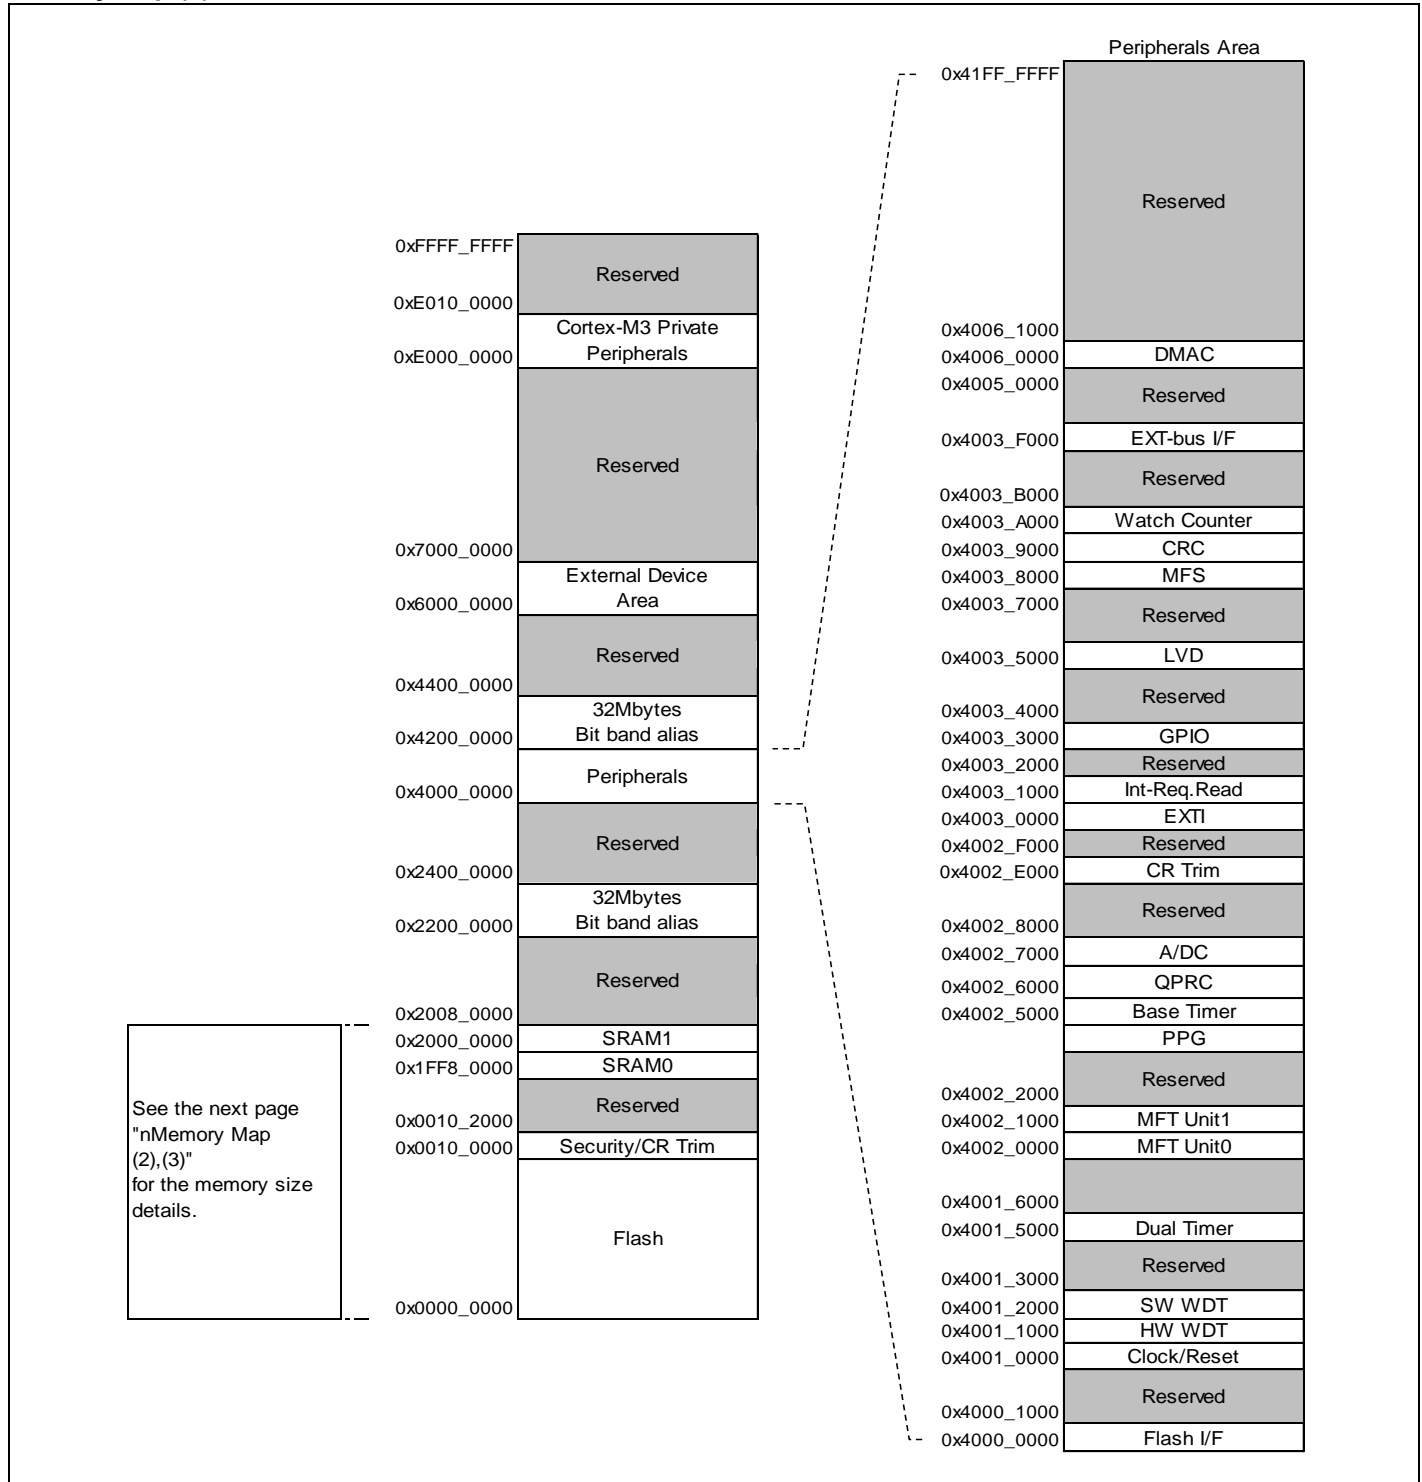 Peripherals Area
0x41FF_FFFF
Reserved
0x4006_1000
0x4006_0000 DMAC
0x4005_0000
Reserved
0x4003_F000 EXT-bus I/F
Reserved
0x4003_B000
0x4003_A000 Watch Counter
0x4003_9000 CRC
0x4003_8000 MFS
0x4003_7000
Reserved
0x4003_5000 LVD
Reserved
0x4003_4000
0x4003_3000 GPIO
0x4003_2000 Reserved
0x4003_1000 Int-Req.Read
0x4003_0000 EXTI
0x4002_F000 Reserved
0x4002_E000 CR Trim
Reserved
0x4002_8000
0x4002_7000 A/DC
0x4002_6000 QPRC
0x4002_5000 Base Timer
PPG
Reserved
0x4002_2000
0x4002_1000 MFT Unit1
0x4002_0000 MFT Unit0
0x4001_6000
0x4001_5000 Dual Timer
Reserved
0x4001_3000
0x4001_2000 SW WDT
0x4001_1000 HW WDT
0x4001_0000 Clock/Reset
Reserved
0x4000_1000
0x4000_0000 Flash I/F
0xFFFF_FFFF
Reserved
0xE010_0000
Cortex-M3 Private
0xE000_0000 Peripherals
Reserved
0x7000_0000
External Device
0x6000_0000 Area
Reserved
0x4400_0000
32Mbytes
0x4200_0000 Bit band alias
Peripherals
0x4000_0000
Reserved
0x2400_0000
32Mbytes
0x2200_0000 Bit band alias
Reserved
0x2008_0000
0x2000_0000 SRAM1
0x1FF8_0000 SRAM0
Reserved
0x0010_2000
0x0010_0000 Security/CR Trim
Flash
0x0000_0000
See the next page
"nMemory Map
(2),(3)"
for the memory size
details.